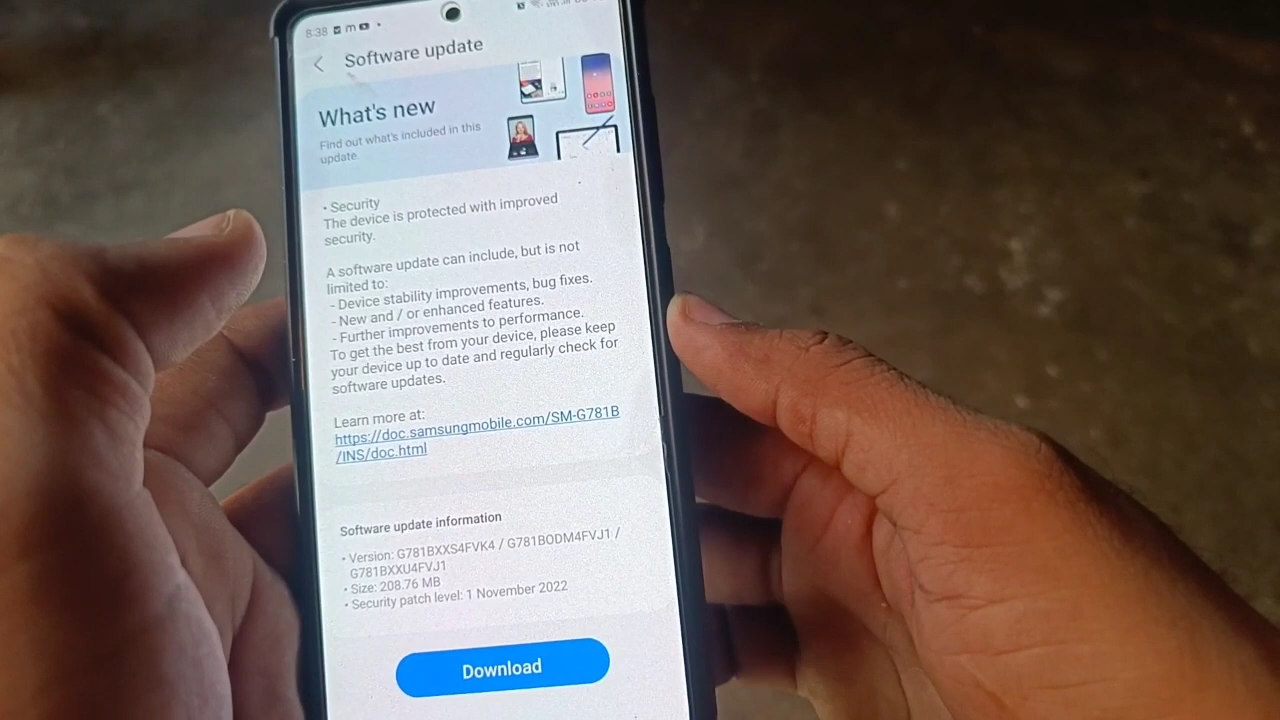 8:38
Software update
What's new
Find out what's included in this
update.
• Security
The device is protected with improved
security.
A software update can include, but is not
limited to:
- Device stability improvements, bug fixes.
- New and / or enhanced features.
- Further improvements to performance.
To get the best from your device, please keep
your device up to date and regularly check for
software updates.
Learn more at:
https://doc.samsungmobile.com/SM-G781B
/INS/doc.html
Software update information
• Version: G781BXXS4FVK4 / G781BODM4FVJ1 /
G781BXXU4FVJ1
• Size: 208.76 MB
• Security patch level: 1 November 2022
Download